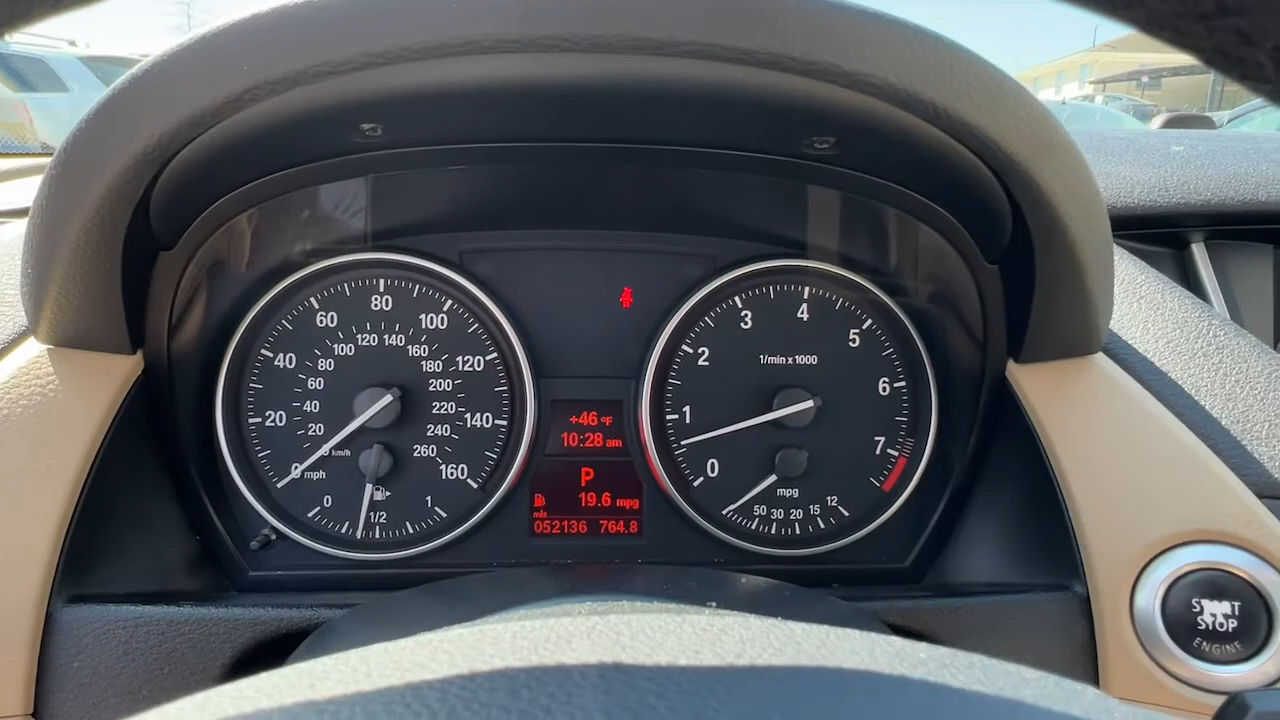 80
60 100
120 140
100 160
40 80 180 120
60 200
40 220
20 140
20 240
km/h 260
0 mph 160
0 1
1/2
+46 °F
10:28 am
P
19.6 mpg
mls
052136 764.8
4
3 5
1/min x 1000
2
6
1
7
0
mpg
50 30 20 15 12
START
STOP
ENGINE